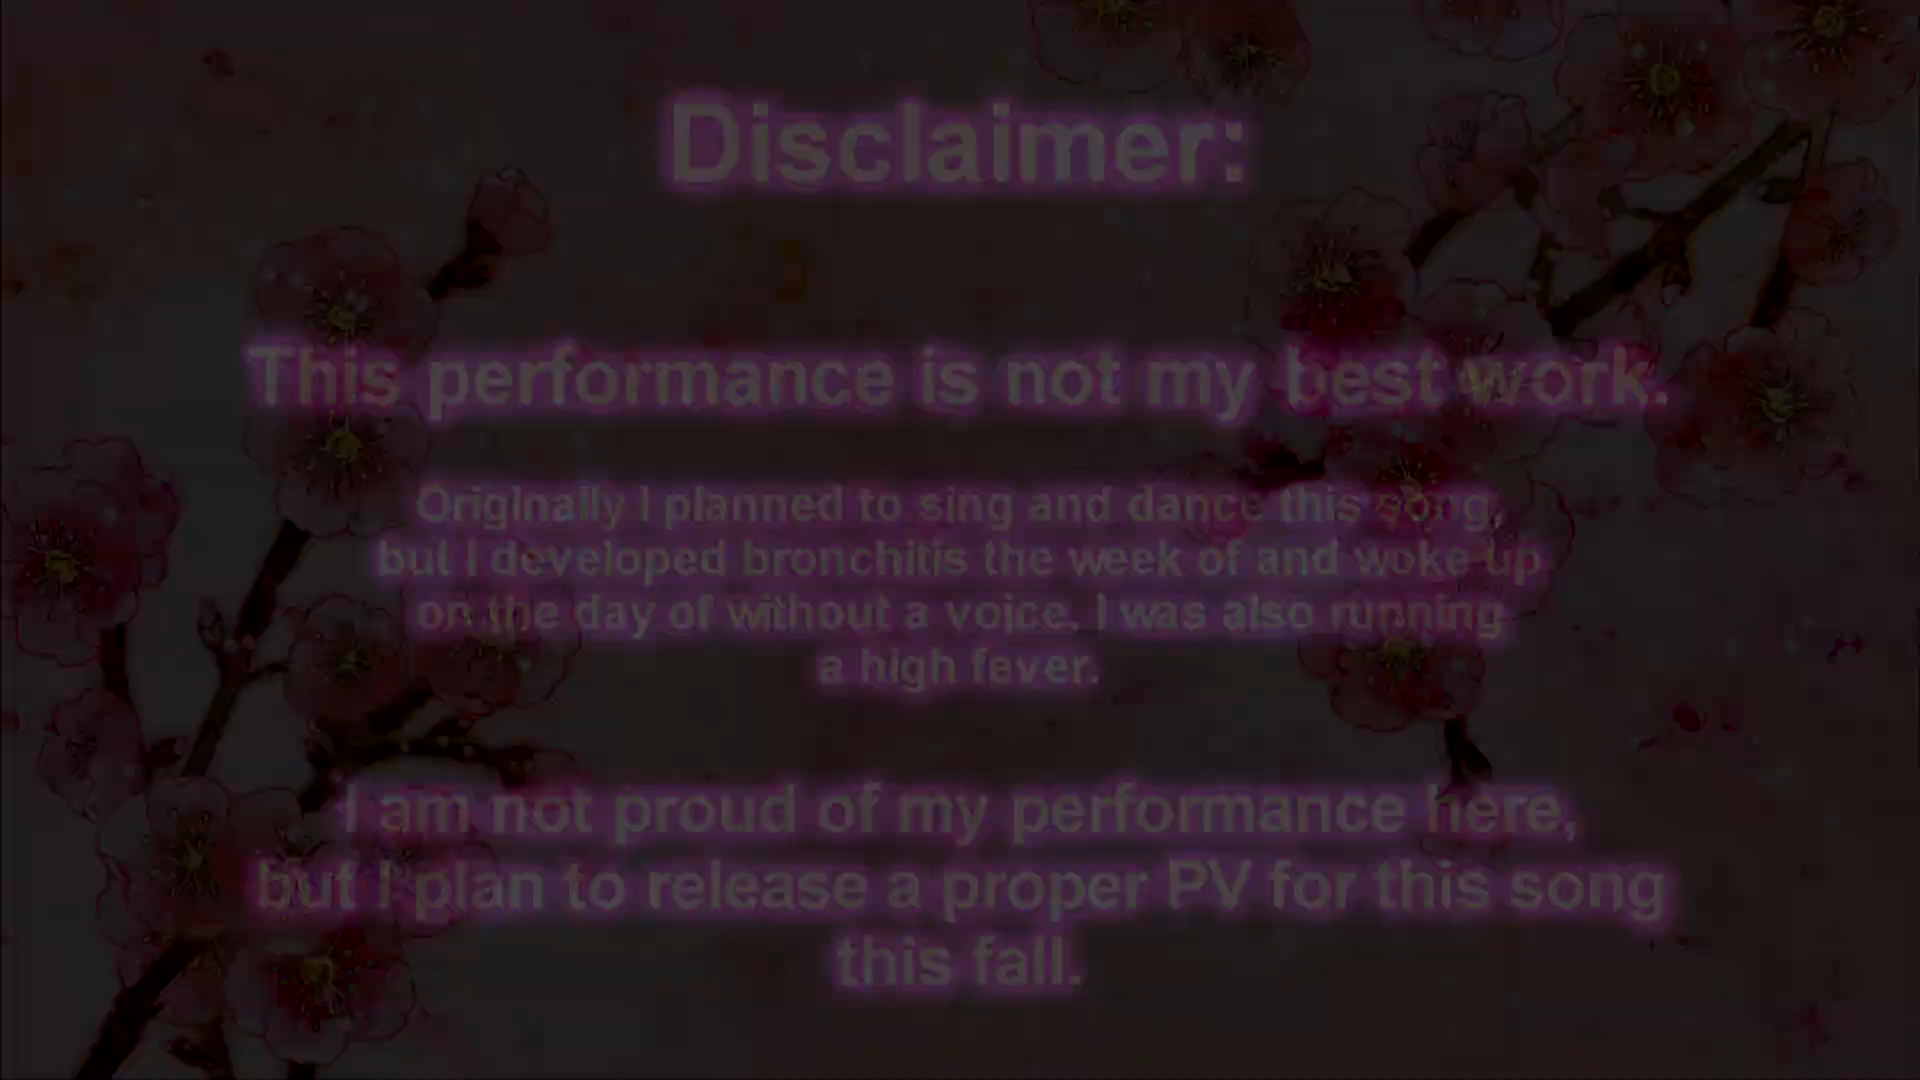 Disclaimer:
This performance is not my best work.
Originally I planned to sing and dance this song,
but I developed bronchitis the week of and woke up
on the day of without a voice. I was also running
a high fever.
I am not proud of my performance here,
but I plan to release a proper PV for this song
this fall.